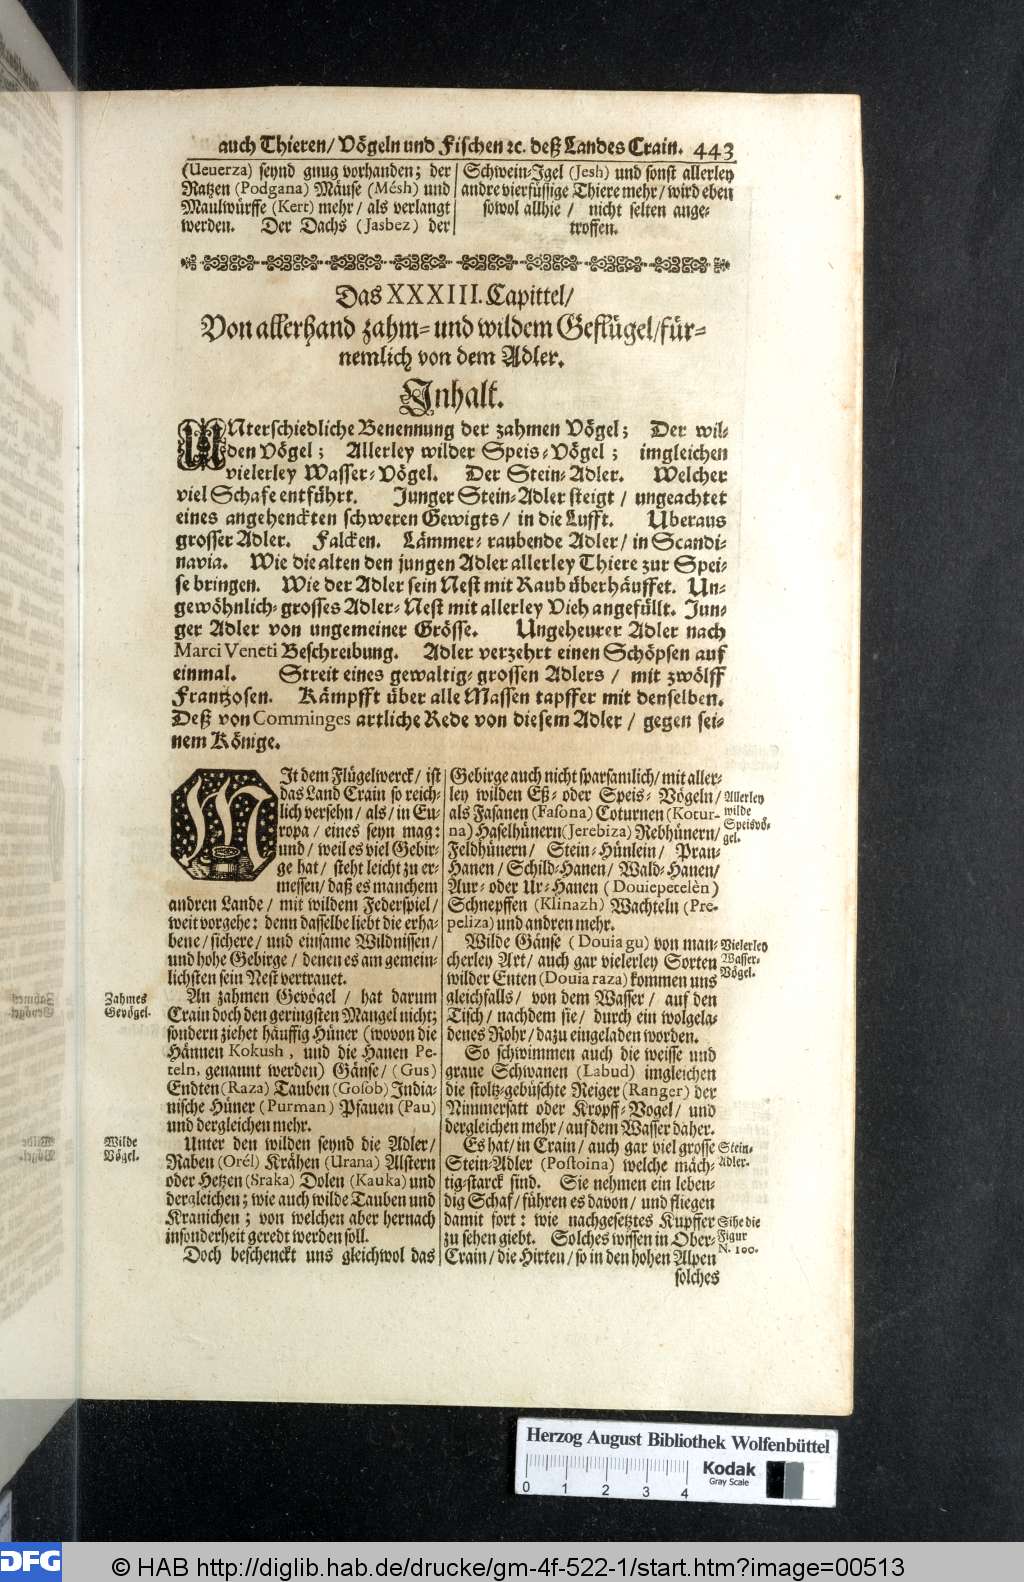 auch Thieren/ Vögeln und Fischen ꝛc. deß Landes Crain. 443
(Ueuerza) seynd gnug vorhanden; der
Ratzen (Podgana) Mäuse (Mésh) und
Maulwürffe (Kert) mehr/ als verlangt
werden. Der Dachs (Jasbez) der
Schwein-Igel (Jesh) und sonst allerley
andre vierfüssige Thiere mehr/ wird eben
sowol allhie/ nicht selten ange-
troffen.
Das XXXIII. Capittel/
Von allerhand zahm- und wildem Geflügel/ für-
nemlich von dem Adler.
Inhalt.
UNterschiedliche Benennung der zahmen Vögel; Der wil-
den Vögel; Allerley wilder Speis-Vögel; imgleichen
vielerley Wasser-Vögel. Der Stein-Adler. Welcher
viel Schafe entführt. Junger Stein-Adler steigt/ ungeachtet
eines angehenckten schweren Gewigts/ in die Lufft. Uberaus
grosser Adler. Falcken. Lämmer-raubende Adler/ in Scandi-
navia. Wie die alten den jungen Adler allerley Thiere zur Spei-
se bringen. Wie der Adler sein Nest mit Raub überhäuffet. Un-
gewöhnlich-grosses Adler-Nest mit allerley Vieh angefüllt. Jun-
ger Adler von ungemeiner Grösse. Ungeheurer Adler nach
Marci Veneti Beschreibung. Adler verzehrt einen Schöpsen auf
einmal. Streit eines gewaltig-grossen Adlers/ mit zwölff
Frantzosen. Kämpfft über alle Massen tapffer mit denselben.
Deß von Comminges artliche Rede von diesem Adler/ gegen sei-
nem Könige.
MIt dem Flügelwerck/ ist
das Land Crain so reich-
lich versehn/ als/ in Eu-
ropa/ eines seyn mag:
und/ weil es viel Gebir-
ge hat/ steht leicht zu er-
messen/ daß es manchem
andren Lande/ mit wildem Federspiel/
weit vorgehe: denn dasselbe liebt die erha-
bene/ sichere/ und einsame Wildnissen/
und hohe Gebirge/ denen es am gemein-
lichsten sein Nest vertrauet.
Zahmes
Gevögel.
An zahmen Gevögel/ hat darum
Crain doch den geringsten Mangel nicht;
sondern ziehet häuffig Hüner (wovon die
Hännen Kokush, und die Hanen Pe-
teln, genannt werden) Gänse/ (Gus)
Endten (Raza) Tauben (Gosob) India-
nische Hüner (Purman) Pfauen (Pau)
und dergleichen mehr.
Wilde
Vögel.
Unter den wilden seynd die Adler/
Raben (Orél) Krähen (Urana) Alstern
oder Hetzen (Sraka) Dolen (Kauka) und
dergleichen; wie auch wilde Tauben und
Kranichen; von welchen aber hernach
insonderheit geredt werden soll.
Doch beschenckt uns gleichwol das
Gebirge auch nicht sparsamlich/ mit aller-
ley wilden Eß- oder Speis-Vögeln/
als Fasanen (Fasona) Coturnen (Kotur-
na) Haselhünern (Jerebiza) Rebhünern/
Feldhünern/ Stein-Hünlein/ Pran-
Hanen/ Schild-Hanen/ Wald-Hanen/
Aur- oder Ur-Hanen (Douiepetelèn)
Schnepffen (Klinazh) Wachteln (Pre-
peliza) und andren mehr.
Allerley
wilde
Speisvö-
gel.
Wilde Gänse (Douia gu) von man-
cherley Art/ auch gar vielerley Sorten
wilder Enten (Douia raza) kommen uns
gleichfalls/ von dem Wasser/ auf den
Tisch/ nachdem sie/ durch ein wolgela-
denes Rohr/ dazu eingeladen worden.
Vielerley
Wasser-
Vögel.
So schwimmen auch die weisse und
graue Schwanen (Labud) imgleichen
die stoltz-gebüschte Reiger (Ranger) der
Nimmersatt oder Kropff-Vogel/ und
dergleichen mehr/ auf dem Wasser daher.
Es hat/ in Crain/ auch gar viel grosse
Stein-Adler (Postoina) welche mäch-
tig-starck sind. Sie nehmen ein leben-
dig Schaf/ führen es davon/ und fliegen
damit fort: wie nachgesetztes Kupffer
zu sehen giebt. Solches wissen in Ober-
Crain/ die Hirten/ so in den hohen Alpen
solches
Stein-
Adler.
Sihe die
Figur
N. 100.
Herzog August Bibliothek Wolfenbüttel
0 1 2 3 4
Kodak
Gray Scale
DFG
© HAB http://diglib.hab.de/drucke/gm-4f-522-1/start.htm?image=00513